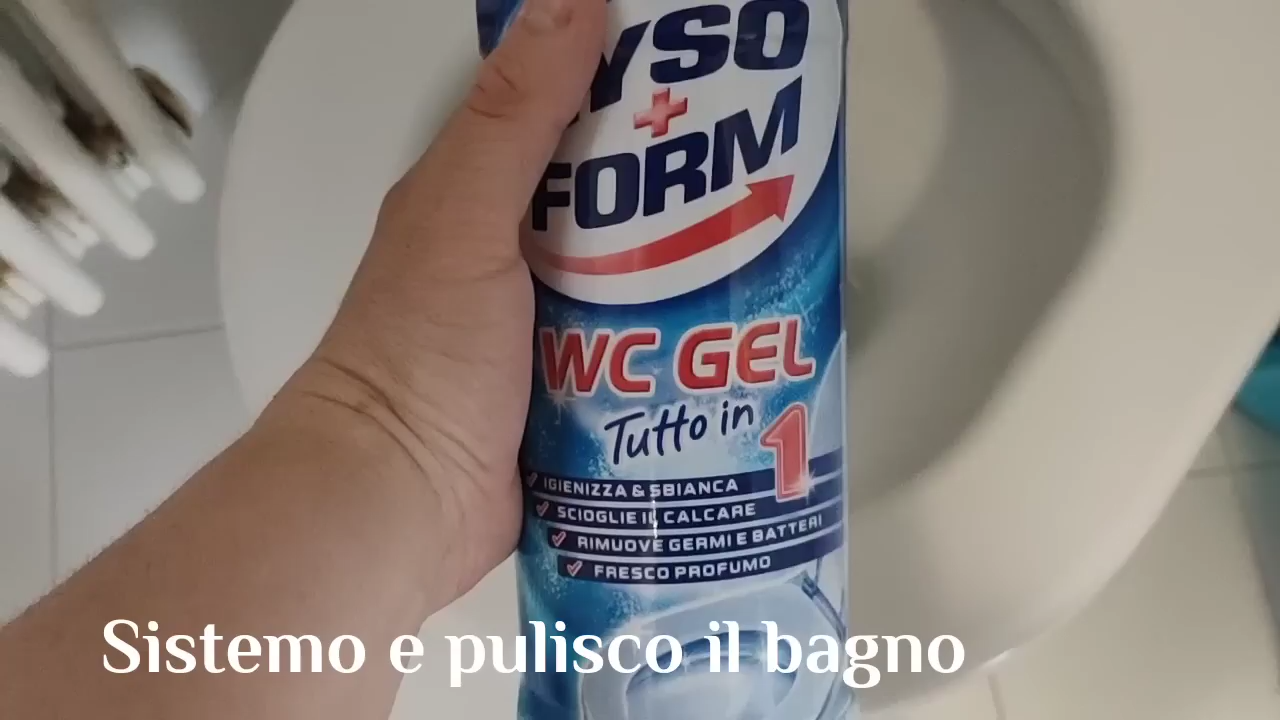 LYSO
FORM
WC GEL
Tutto in
1
IGIENIZZA & SBIANCA
SCIOGLIE IL CALCARE
RIMUOVE GERMI E BATTERI
FRESCO PROFUMO
Sistemo e pulisco il bagno